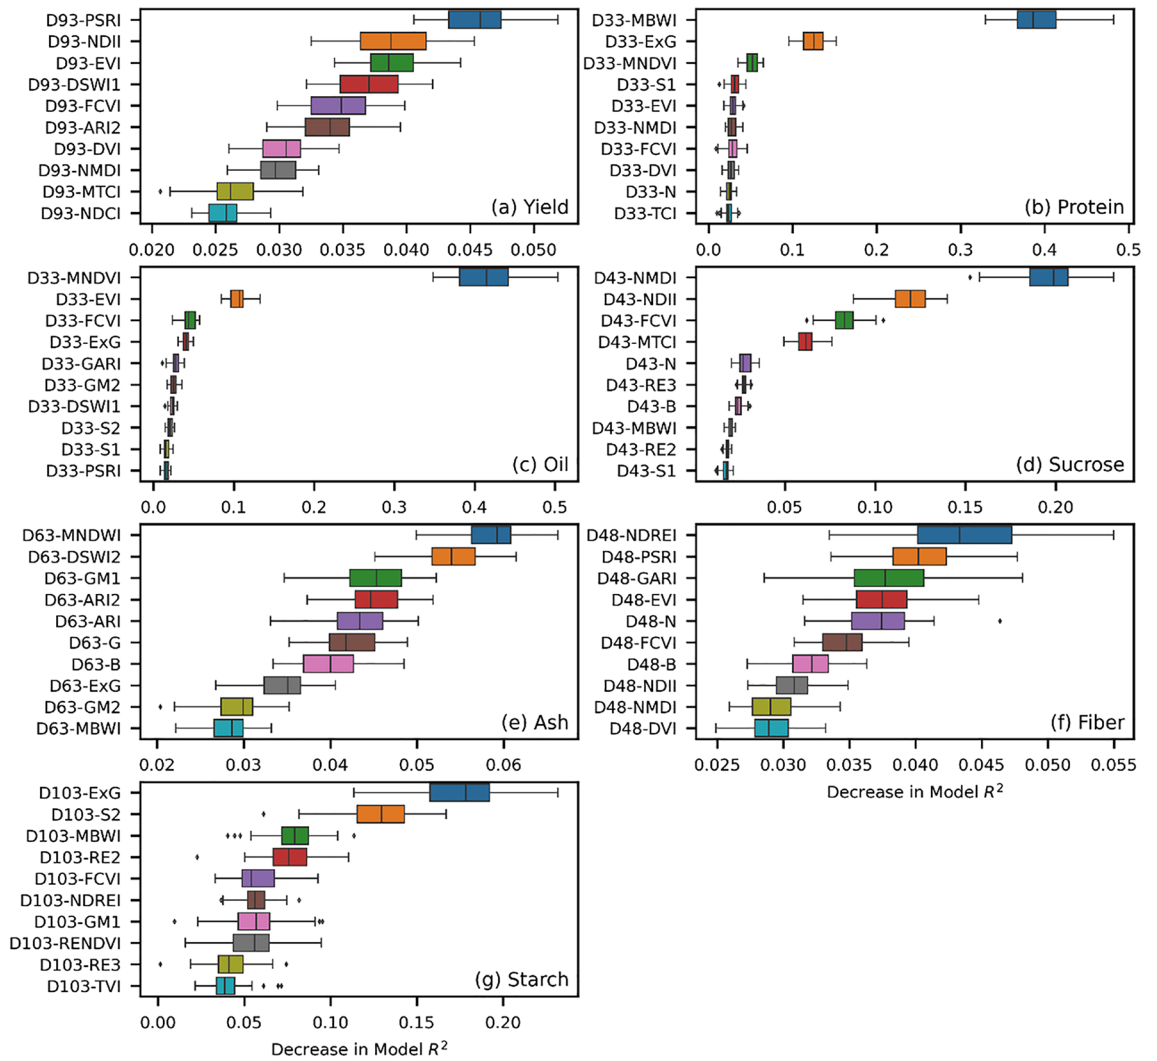 D93-PSRI
D93-NDII
D93-EVI
D93-DSWI1
D93-FCVI
D93-ARI2
D93-DVI
D93-NMDI
D93-MTCI
D93-NDCI
(a) Yield
0.020 0.025 0.030 0.035 0.040 0.045 0.050
D33-MBWI
D33-ExG
D33-MNDVI
D33-S1
D33-EVI
D33-NMDI
D33-FCVI
D33-DVI
D33-N
D33-TCI
(b) Protein
0.0 0.1 0.2 0.3 0.4 0.5
D33-MNDVI
D33-EVI
D33-FCVI
D33-ExG
D33-GARI
D33-GM2
D33-DSWI1
D33-S2
D33-S1
D33-PSRI
(c) Oil
0.0 0.1 0.2 0.3 0.4 0.5
D43-NMDI
D43-NDII
D43-FCVI
D43-MTCI
D43-N
D43-RE3
D43-B
D43-MBWI
D43-RE2
D43-S1
(d) Sucrose
0.05 0.10 0.15 0.20
D63-MNDWI
D63-DSWI2
D63-GM1
D63-ARI2
D63-ARI
D63-G
D63-B
D63-ExG
D63-GM2
D63-MBWI
(e) Ash
0.02 0.03 0.04 0.05 0.06
D48-NDREI
D48-PSRI
D48-GARI
D48-EVI
D48-N
D48-FCVI
D48-B
D48-NDII
D48-NMDI
D48-DVI
(f) Fiber
0.025 0.030 0.035 0.040 0.045 0.050 0.055
Decrease in Model R²
D103-ExG
D103-S2
D103-MBWI
D103-RE2
D103-FCVI
D103-NDREI
D103-GM1
D103-RENDVI
D103-RE3
D103-TVI
(g) Starch
0.00 0.05 0.10 0.15 0.20
Decrease in Model R²